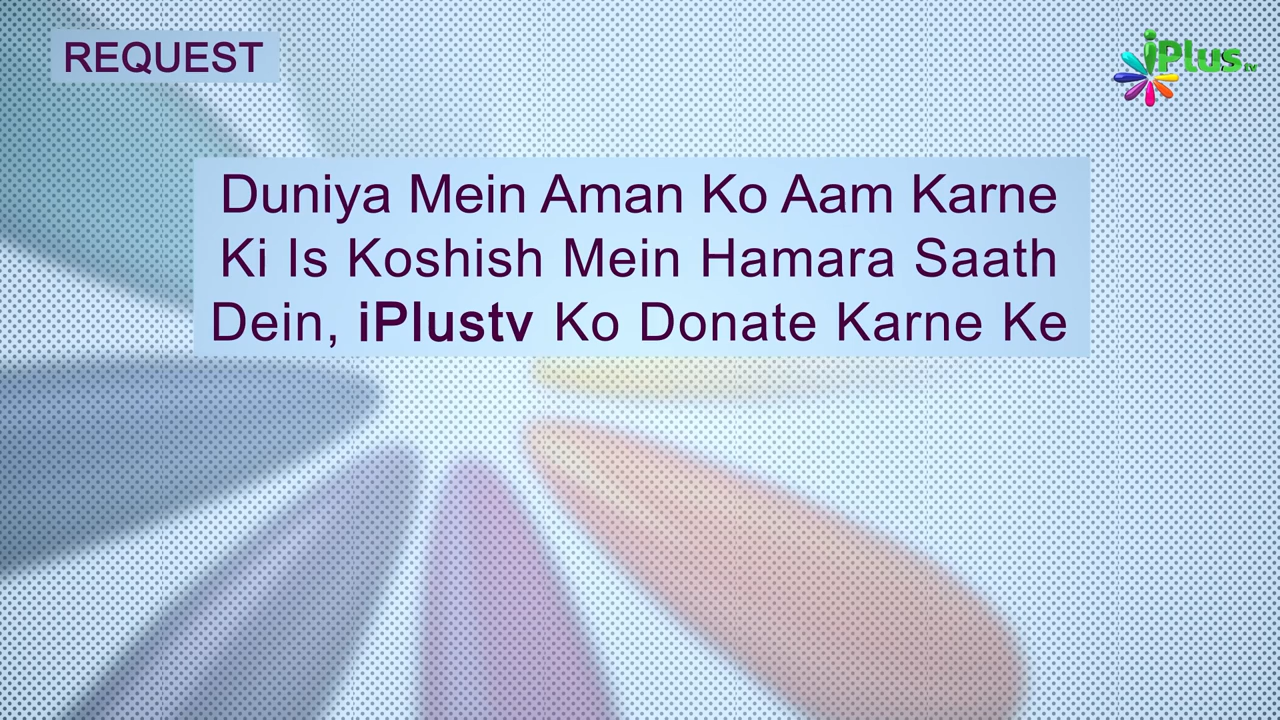 REQUEST
iPlus.tv
Duniya Mein Aman Ko Aam Karne
Ki Is Koshish Mein Hamara Saath
Dein, iPlustv Ko Donate Karne Ke